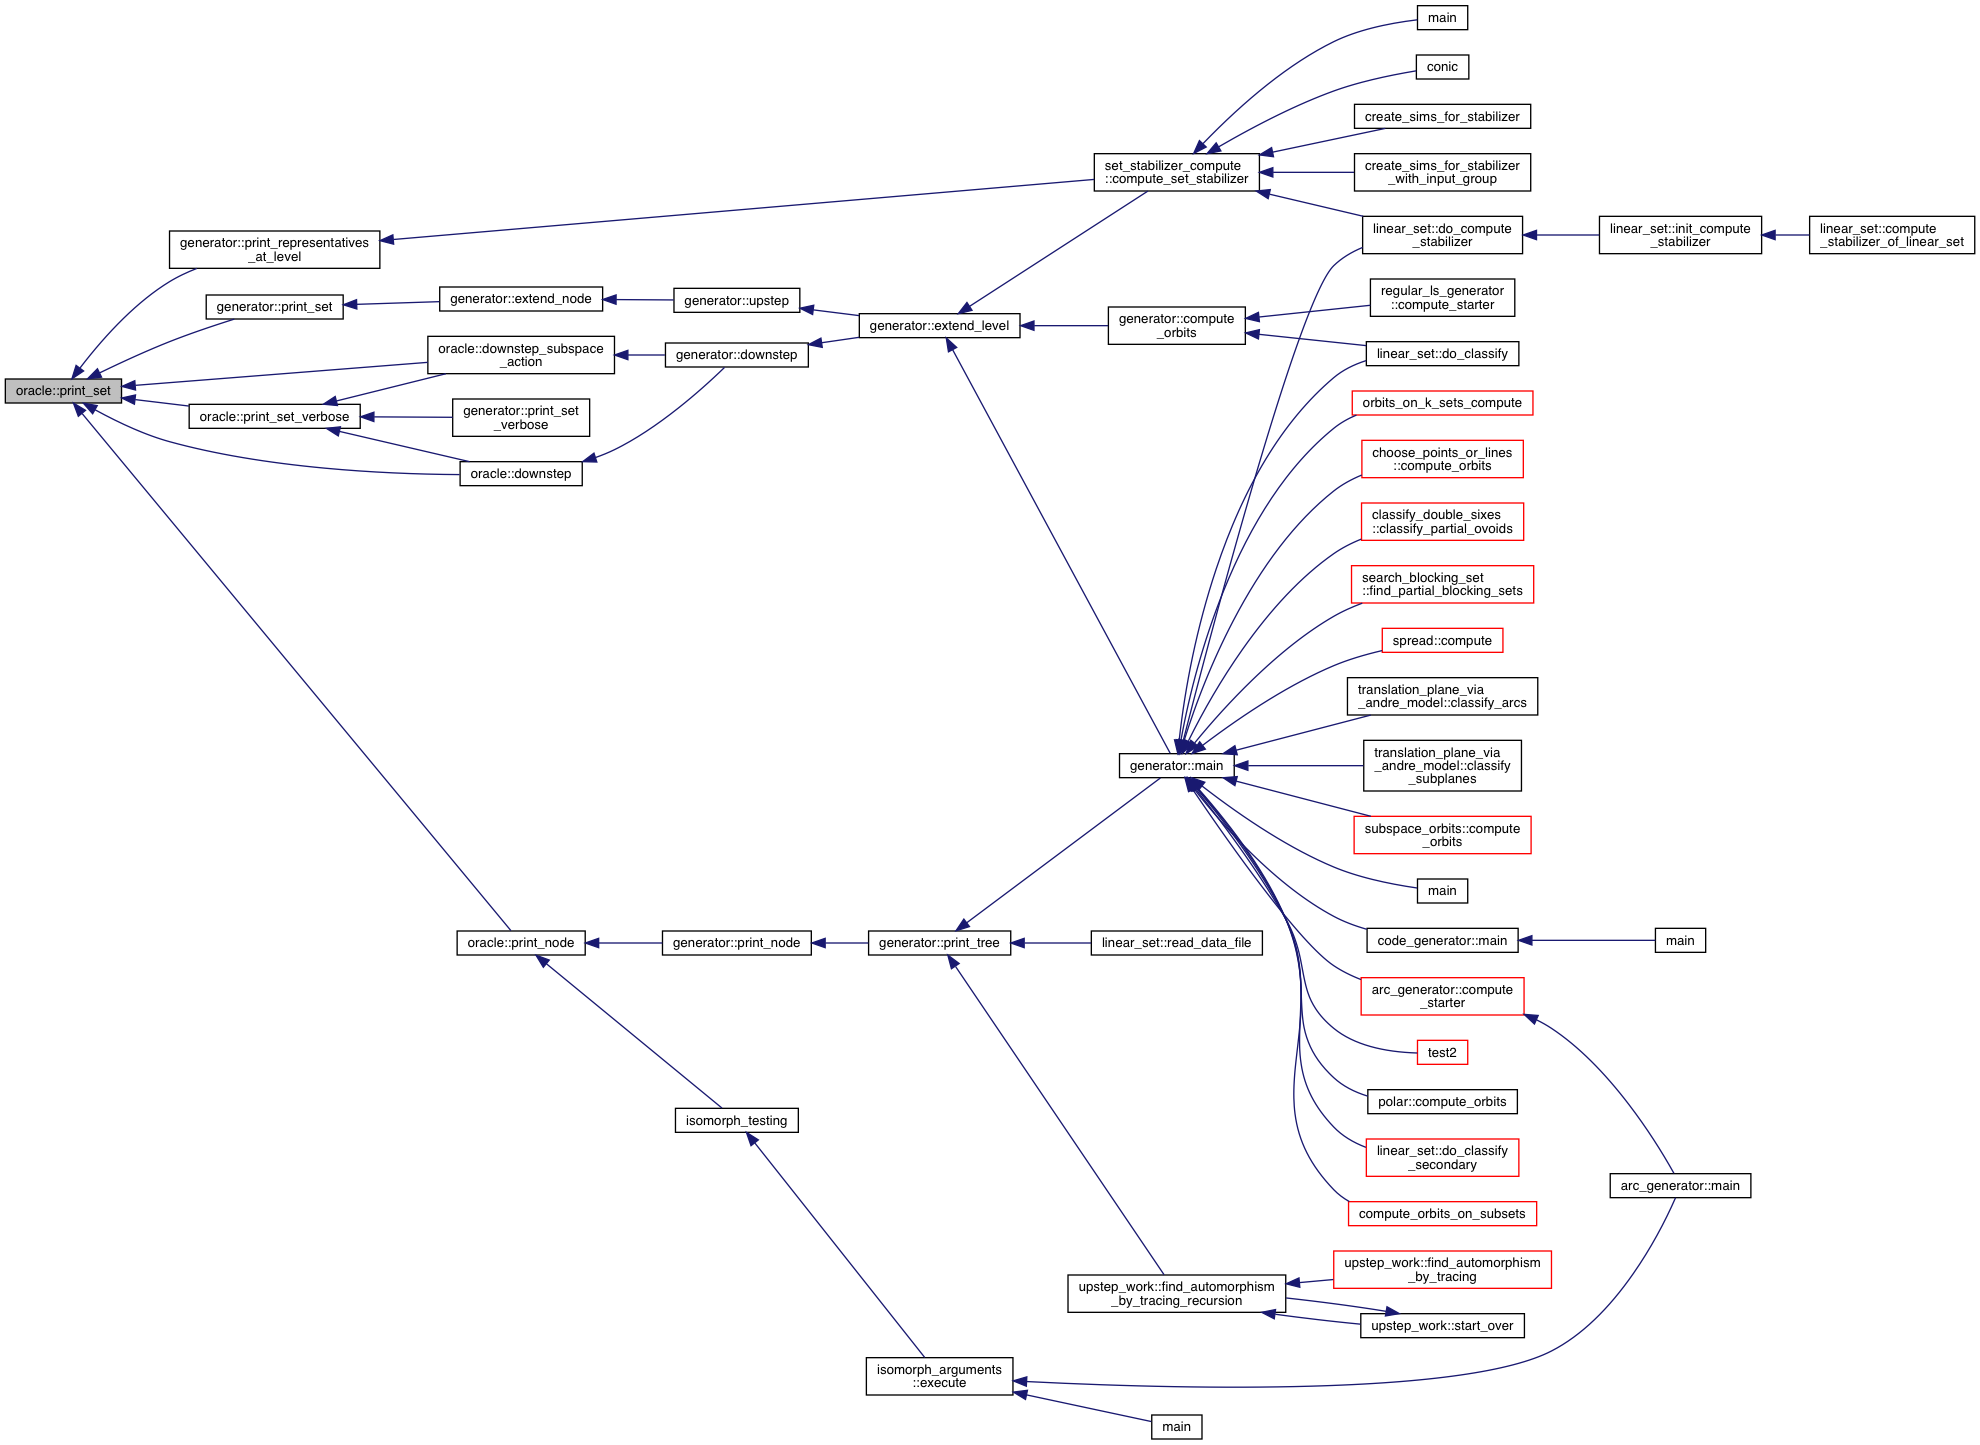 main
conic
create_sims_for_stabilizer
set_stabilizer_compute
::compute_set_stabilizer
create_sims_for_stabilizer
_with_input_group
linear_set::do_compute
_stabilizer
linear_set::init_compute
_stabilizer
linear_set::compute
_stabilizer_of_linear_set
generator::print_representatives
_at_level
generator::print_set
generator::extend_node
generator::upstep
generator::extend_level
generator::compute
_orbits
regular_ls_generator
::compute_starter
linear_set::do_classify
oracle::downstep_subspace
_action
generator::downstep
oracle::print_set
oracle::print_set_verbose
generator::print_set
_verbose
oracle::downstep
orbits_on_k_sets_compute
choose_points_or_lines
::compute_orbits
classify_double_sixes
::classify_partial_ovoids
search_blocking_set
::find_partial_blocking_sets
spread::compute
translation_plane_via
_andre_model::classify_arcs
generator::main
translation_plane_via
_andre_model::classify
_subplanes
subspace_orbits::compute
_orbits
main
oracle::print_node
generator::print_node
generator::print_tree
linear_set::read_data_file
code_generator::main
main
arc_generator::compute
_starter
test2
polar::compute_orbits
isomorph_testing
linear_set::do_classify
_secondary
arc_generator::main
compute_orbits_on_subsets
upstep_work::find_automorphism
_by_tracing_recursion
upstep_work::find_automorphism
_by_tracing
upstep_work::start_over
isomorph_arguments
::execute
main